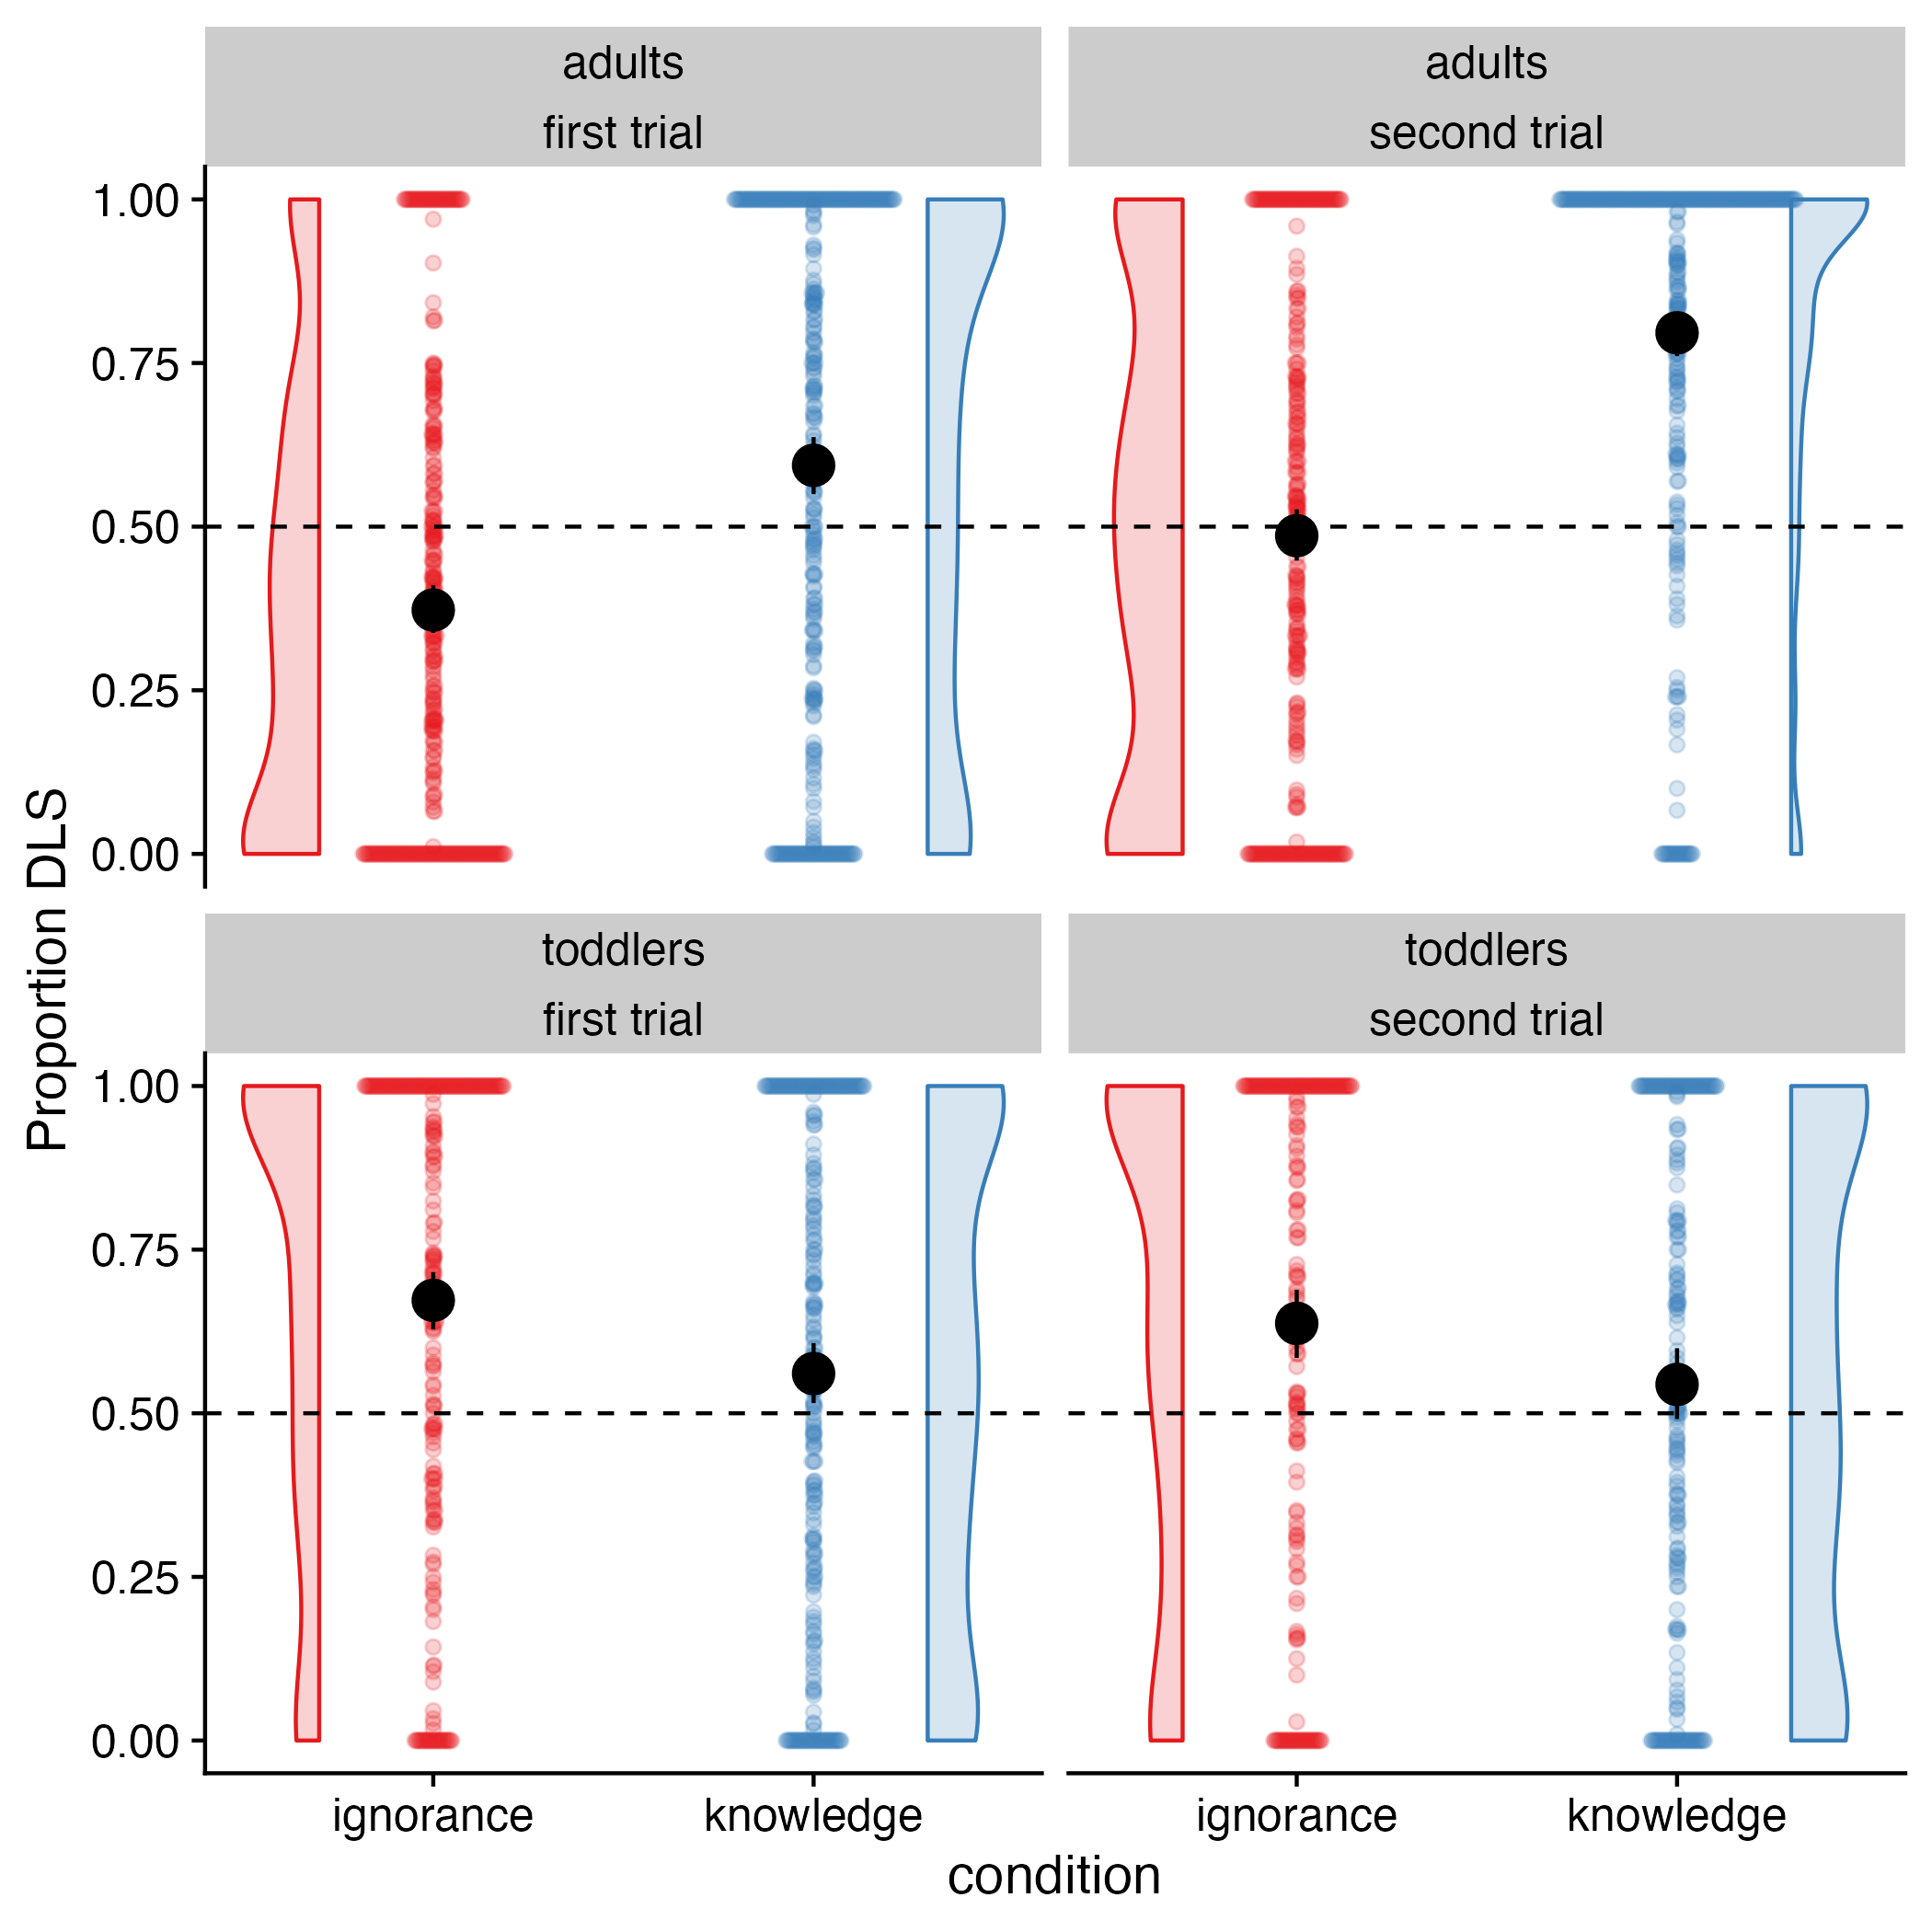 adults
first trial
adults
second trial
1.00
0.75
0.50
0.25
0.00
toddlers
first trial
toddlers
second trial
1.00
0.75
0.50
0.25
0.00
Proportion DLS
ignorance
knowledge
ignorance
knowledge
condition